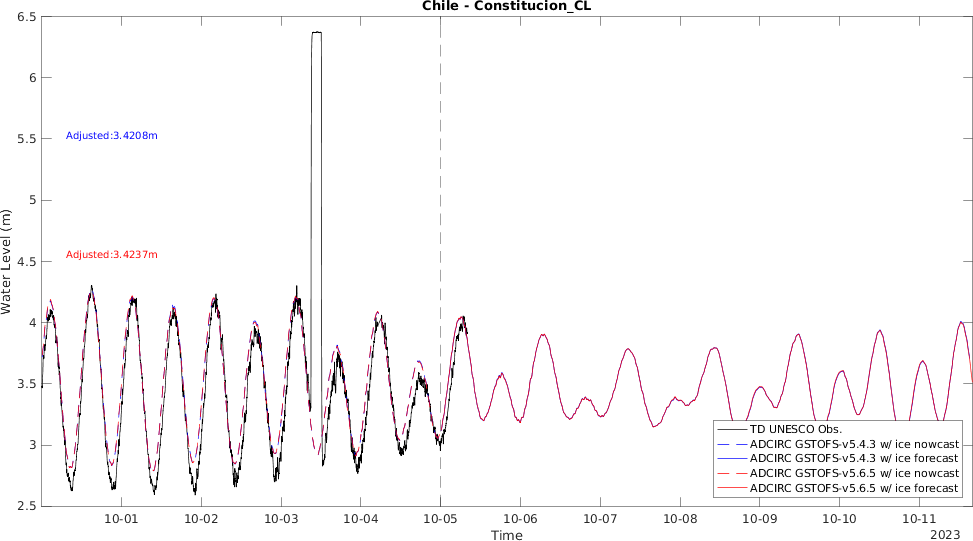 Chile - Constitucion_CL
6.5
6
5.5
5
4.5
4
3.5
3
2.5
Water Level (m)
Adjusted:3.4208m
Adjusted:3.4237m
TD UNESCO Obs.
ADCIRC GSTOFS-v5.4.3 w/ ice nowcast
ADCIRC GSTOFS-v5.4.3 w/ ice forecast
ADCIRC GSTOFS-v5.6.5 w/ ice nowcast
ADCIRC GSTOFS-v5.6.5 w/ ice forecast
10-01 10-02 10-03 10-04 10-05 10-06 10-07 10-08 10-09 10-10 10-11
Time
2023